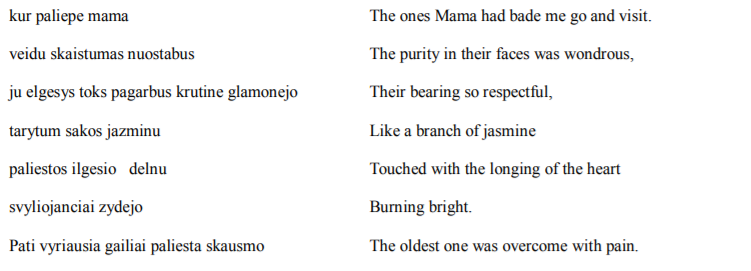 kur paliepe mama The ones Mama had bade me go and visit.
veidu skaistumas nuostabus The purity in their faces was wondrous,
ju elgesys toks pagarbus krutine glamonejo Their bearing so respectful,
tarytum sakos jazminu Like a branch of jasmine
paliestos ilgesio delnu Touched with the longing of the heart
svyliojanciai zydejo Burning bright.
Pati vyriausia gailiai paliesta skausmo The oldest one was overcome with pain.